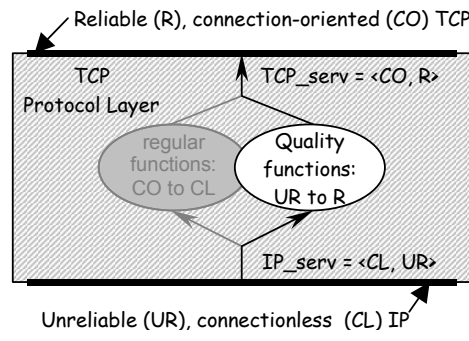 Reliable (R), connection-oriented (CO) TCP
TCP
Protocol Layer
TCP_serv = <CO, R>
regular
functions:
CO to CL
Quality
functions:
UR to R
IP_serv = <CL, UR>
Unreliable (UR), connectionless (CL) IP